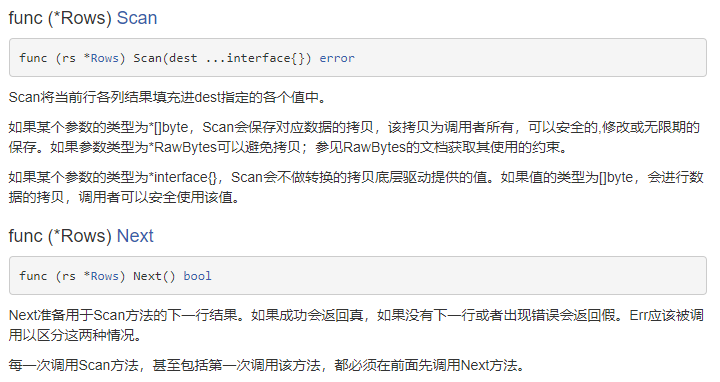 func (*Rows) Scan
func (rs *Rows) Scan(dest ...interface{}) error
Scan将当前行各列结果填充进dest指定的各个值中。
如果某个参数的类型为*[]byte，Scan会保存对应数据的拷贝，该拷贝为调用者所有，可以安全的,修改或无限期的
保存。如果参数类型为*RawBytes可以避免拷贝；参见RawBytes的文档获取其使用的约束。
如果某个参数的类型为*interface{}，Scan会不做转换的拷贝底层驱动提供的值。如果值的类型为[]byte，会进行数
据的拷贝，调用者可以安全使用该值。
func (*Rows) Next
func (rs *Rows) Next() bool
Next准备用于Scan方法的下一行结果。如果成功会返回真，如果没有下一行或者出现错误会返回假。Err应该被调
用以区分这两种情况。
每一次调用Scan方法，甚至包括第一次调用该方法，都必须在前面先调用Next方法。